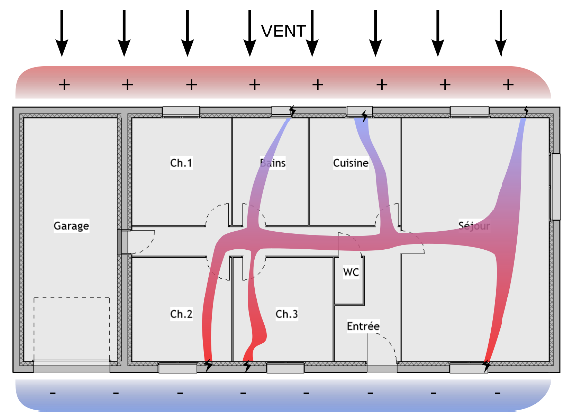 VENT
+ + + + + + + +
Ch.1
Bains
Cuisine
Garage
Séjour
WC
Ch.2
Ch.3
Entrée
- - - - - - - -